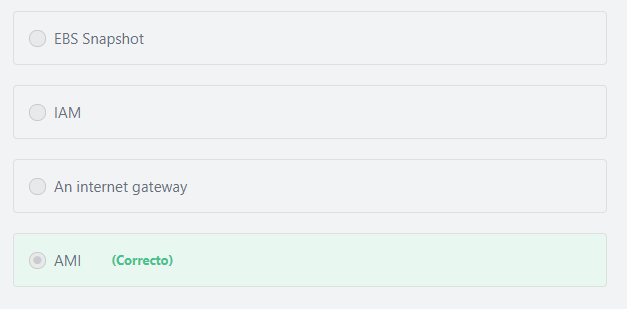 EBS Snapshot
IAM
An internet gateway
AMI (Correcto)